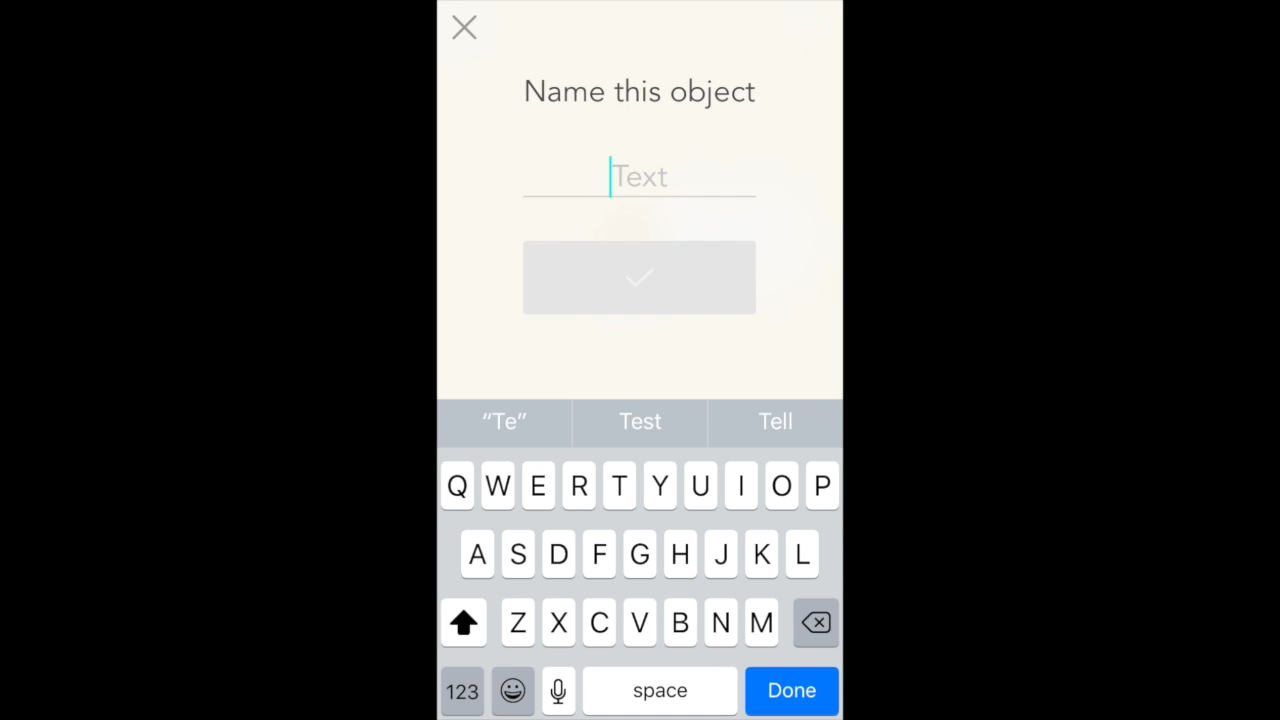 Name this object
Text
“Te” Test Tell
Q W E R T Y U I O P
A S D F G H J K L
Z X C V B N M
123 space Done